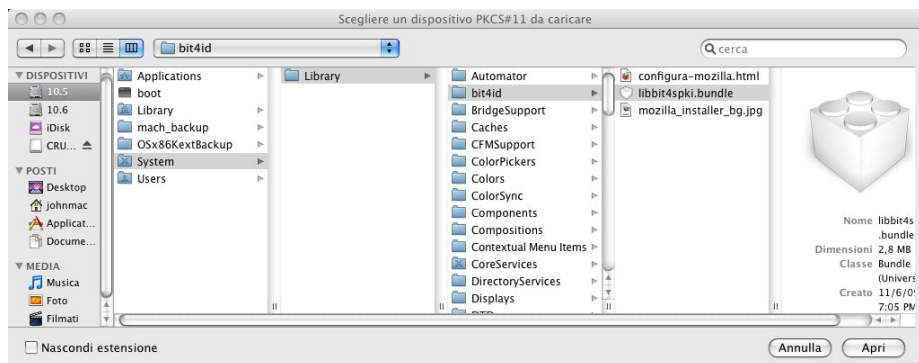 Scegliere un dispositivo PKCS#11 da caricare
bit4id
cerca
DISPOSITIVI
10.5
10.6
iDisk
CRU...
POSTI
Desktop
johnmac
Applicat...
Docume...
MEDIA
Musica
Foto
Filmati
Applications
boot
Library
mach_backup
OSx86KextBackup
System
Users
Library
Automator
bit4id
BridgeSupport
Caches
CFMSupport
ColorPickers
Colors
ColorSync
Components
Compositions
Contextual Menu Items
CoreServices
DirectoryServices
Displays
configura-mozilla.html
libbit4spki.bundle
mozilla_installer_bg.jpg
Nome libbit4s
.bundle
Dimensioni 2,8 MB
Classe Bundle
(Univers
Creato 11/6/09
7:05 PM
Nascondi estensione
Annulla
Apri